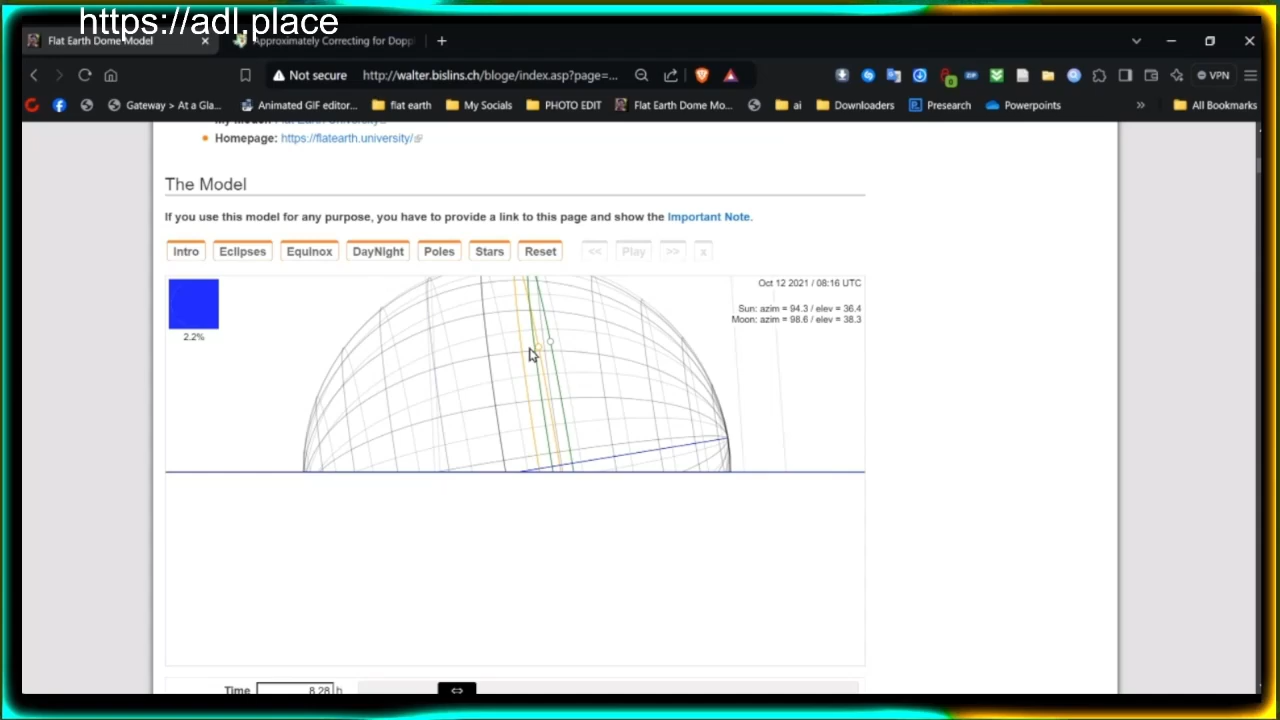 https://adl.place
Flat Earth Dome Model
Approximately Correcting for Dopp
Not secure
http://walter.bislins.ch/bloge/index.asp?page=...
VPN
Gateway > At a Gla...
Animated GIF editor...
flat earth
My Socials
PHOTO EDIT
Flat Earth Dome Mo...
ai
Downloaders
Presearch
Powerpoints
»
All Bookmarks
Homepage: https://flatearth.university/
The Model
If you use this model for any purpose, you have to provide a link to this page and show the Important Note.
Intro
Eclipses
Equinox
DayNight
Poles
Stars
Reset
<<
Play
>>
x
Oct 12 2021 / 08:16 UTC
2.2%
Sun: azim = 94.3 / elev = 36.4
Moon: azim = 98.6 / elev = 38.3
Time 8.28 h